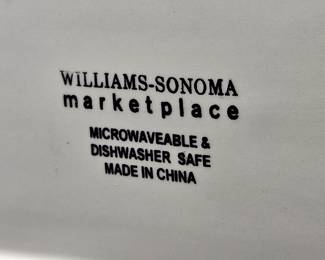 WILLIAMS-SONOMA
marketplace
MICROWAVEABLE &
DISHWASHER SAFE
MADE IN CHINA